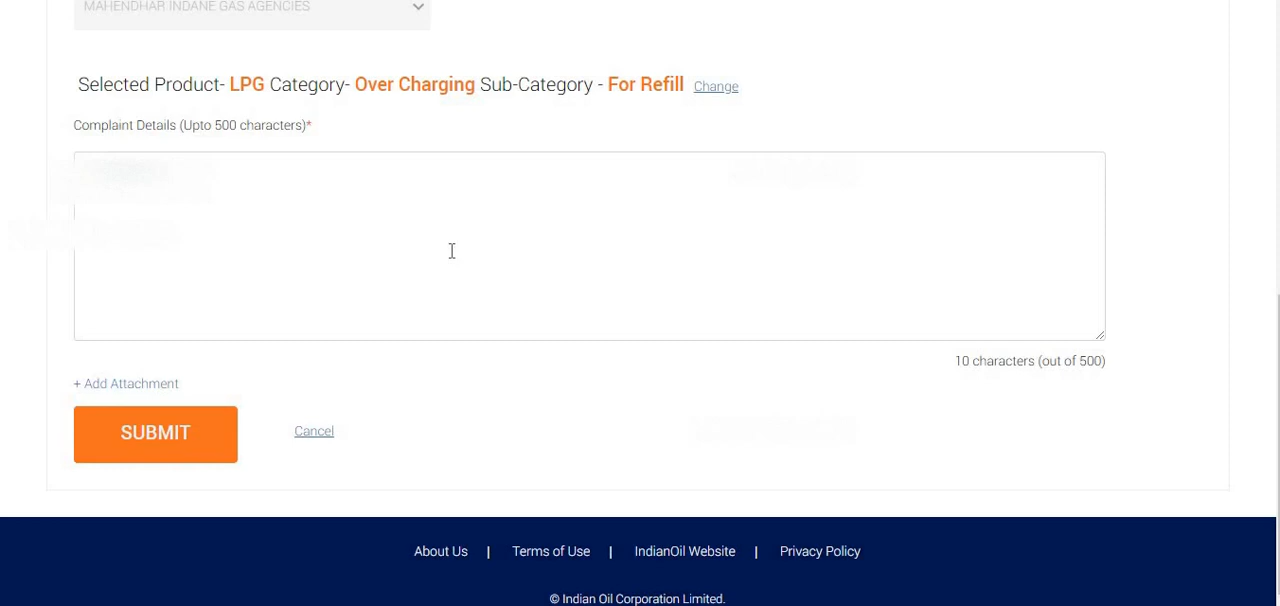 MAHENDHAR INDANE GAS AGENCIES
Selected Product- LPG Category- Over Charging Sub-Category - For Refill Change
Complaint Details (Upto 500 characters)*
10 characters (out of 500)
+ Add Attachment
SUBMIT Cancel
About Us | Terms of Use | IndianOil Website | Privacy Policy
© Indian Oil Corporation Limited.